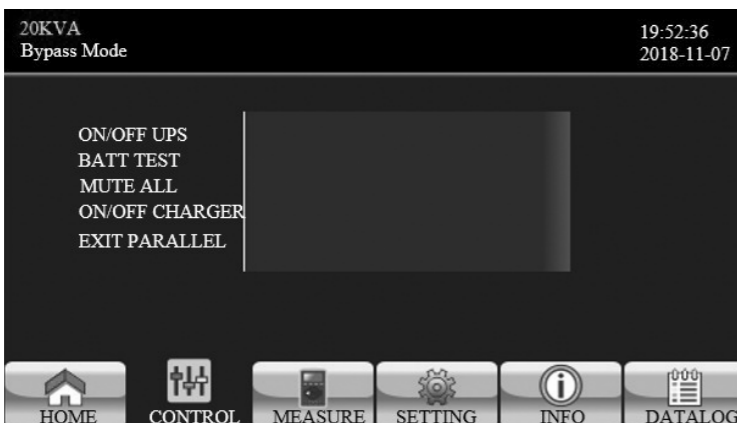 20KVA
Bypass Mode
19:52:36
2018-11-07
ON/OFF UPS
BATT TEST
MUTE ALL
ON/OFF CHARGER
EXIT PARALLEL
HOME CONTROL MEASURE SETTING INFO DATALOG